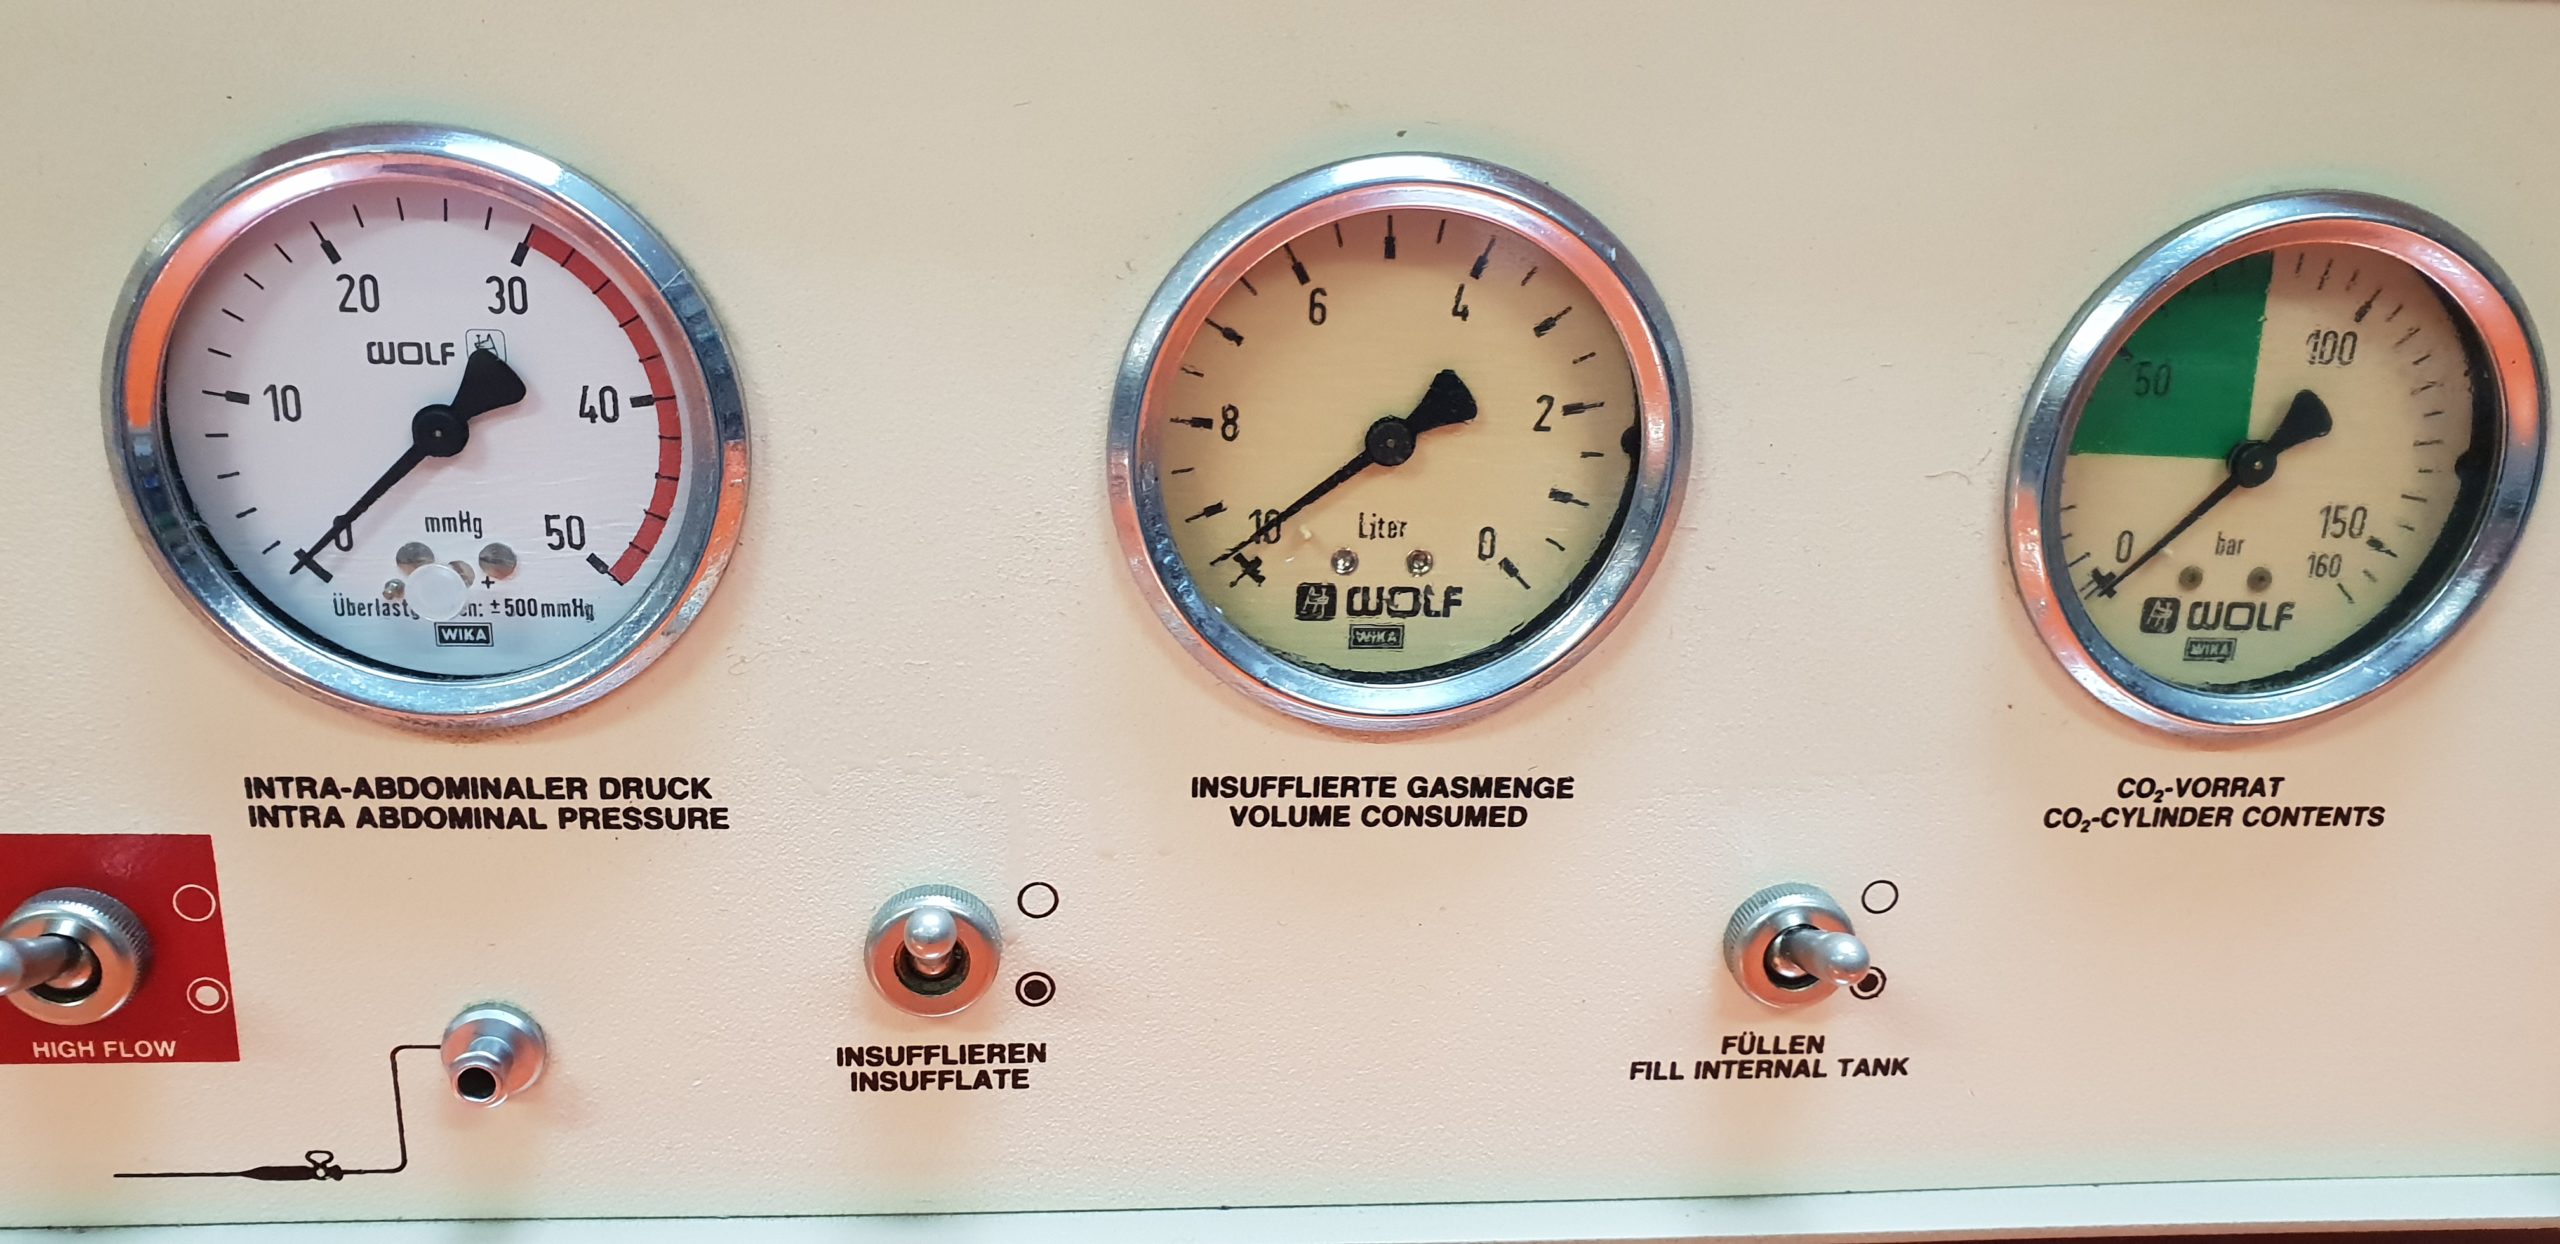 20
30
WOLF
10
40
mmHg
0
50
+
± 500 mmHg
WIKA
INTRA-ABDOMINALER DRUCK
INTRA ABDOMINAL PRESSURE
6
4
8
2
10
Liter
0
WOLF
WIKA
INSUFFLIERTE GASMENGE
VOLUME CONSUMED
100
50
150
0
bar
160
WOLF
WIKA
CO₂-VORRAT
CO₂-CYLINDER CONTENTS
HIGH FLOW
INSUFFLIEREN
INSUFFLATE
FÜLLEN
FILL INTERNAL TANK